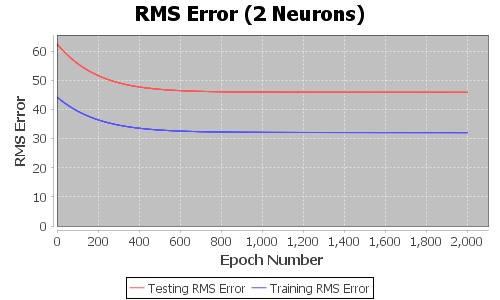 RMS Error (2 Neurons)
RMS Error
60
50
40
30
20
10
0
0 200 400 600 800 1,000 1,200 1,400 1,600 1,800 2,000
Epoch Number
Testing RMS Error Training RMS Error